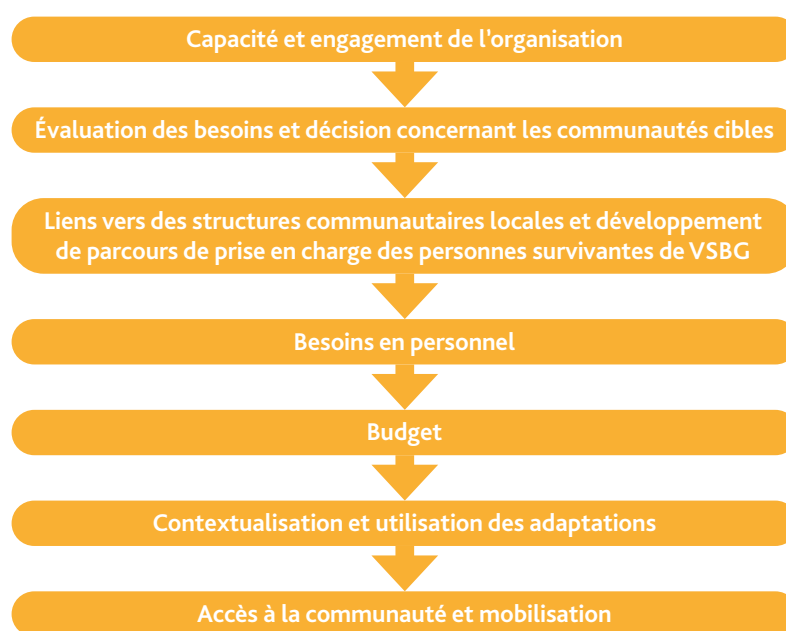 Capacité et engagement de l’organisation
Évaluation des besoins et décision concernant les communautés cibles
Liens vers des structures communautaires locales et développement
de parcours de prise en charge des personnes survivantes de VSBG
Besoins en personnel
Budget
Contextualisation et utilisation des adaptations
Accès à la communauté et mobilisation